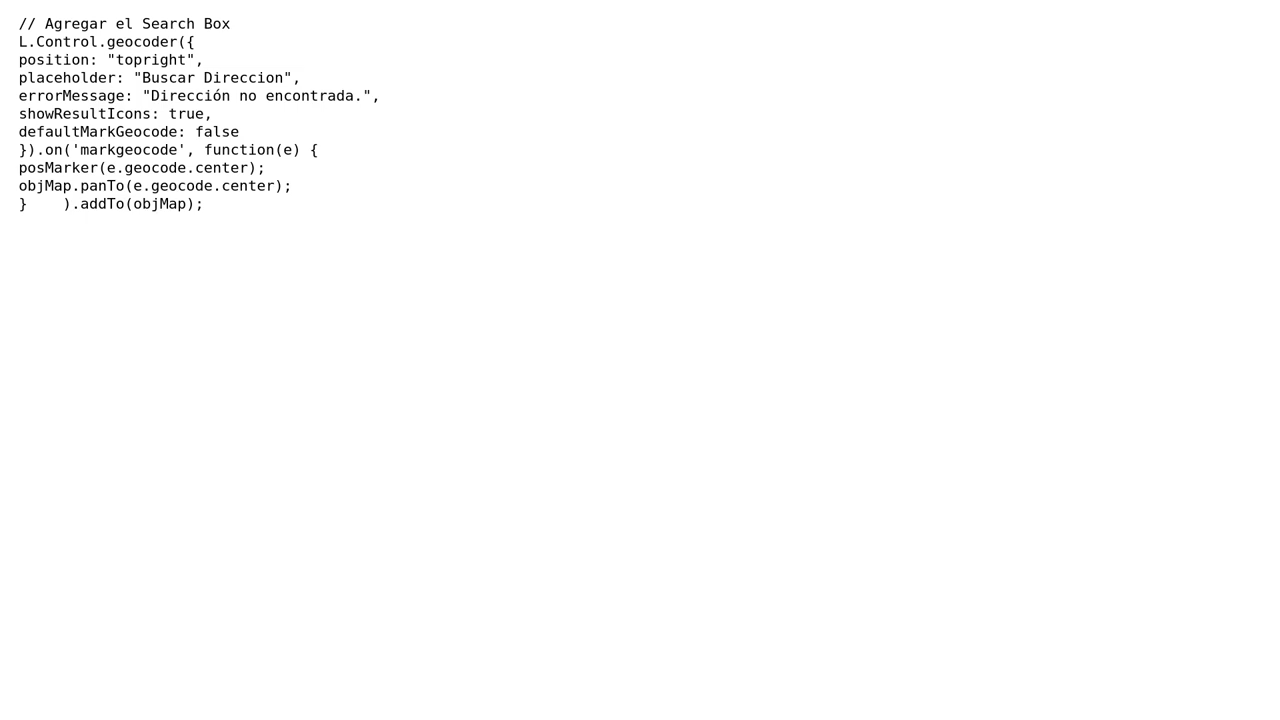 // Agregar el Search Box
L.Control.geocoder({
position: "topright",
placeholder: "Buscar Direccion",
errorMessage: "Dirección no encontrada.",
showResultIcons: true,
defaultMarkGeocode: false
}).on('markgeocode', function(e) {
posMarker(e.geocode.center);
objMap.panTo(e.geocode.center);
}    ).addTo(objMap);